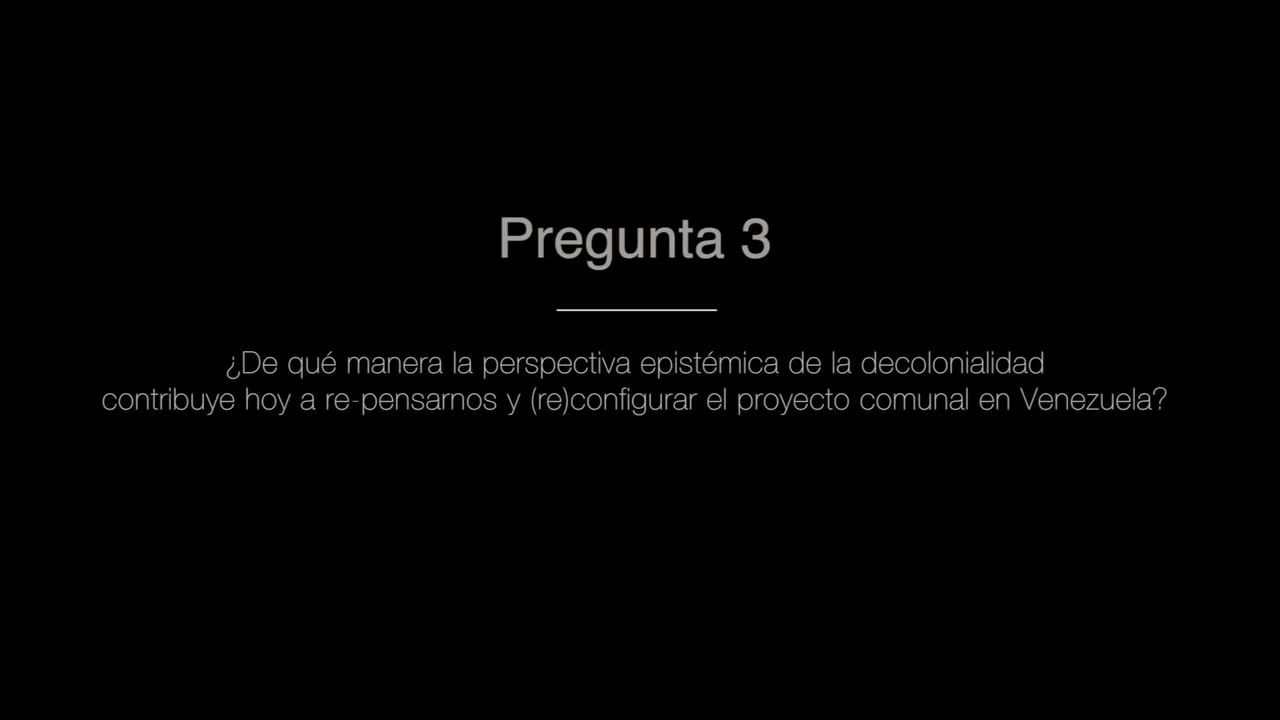 Pregunta 3
¿De qué manera la perspectiva epistémica de la decolonialidad
contribuye hoy a re-pensarnos y (re)configurar el proyecto comunal en Venezuela?